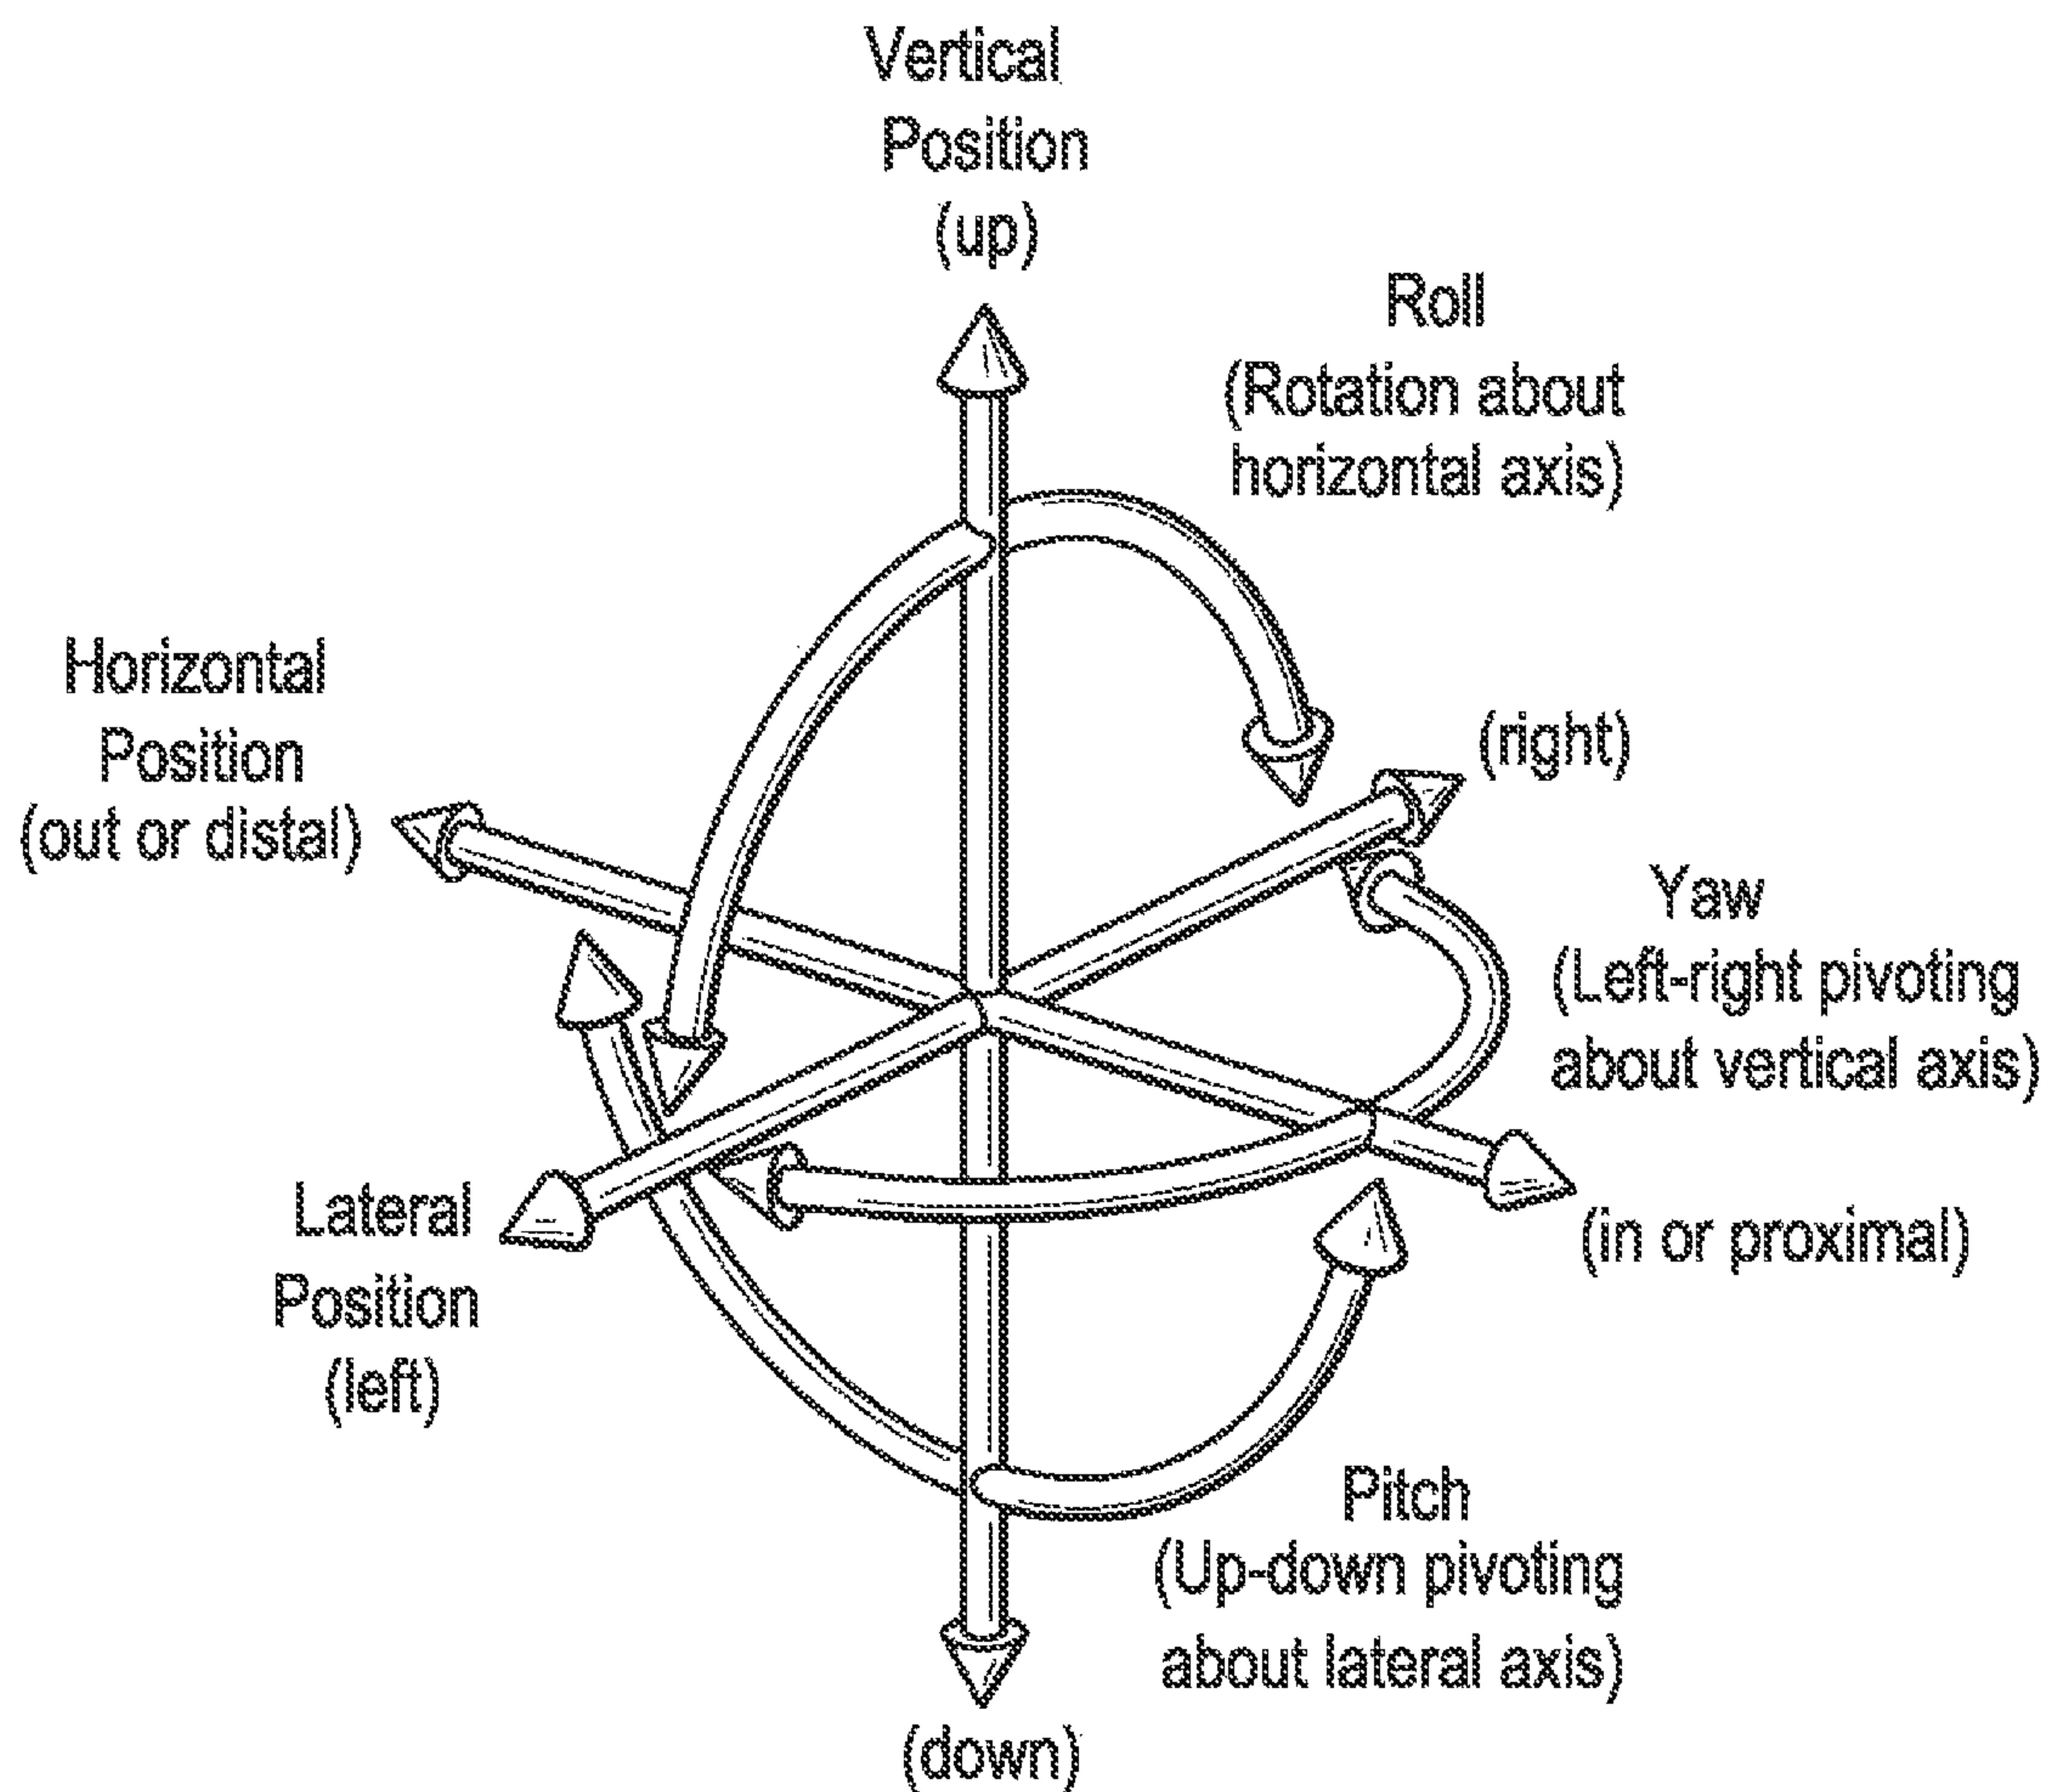 Vertical
Position
(up)
Roll
(Rotation about
horizontal axis)
Horizontal
Position
(out or distal)
(right)
Yaw
(Left-right pivoting
about vertical axis)
Lateral
Position
(left)
(in or proximal)
Pitch
(Up-down pivoting
about lateral axis)
(down)